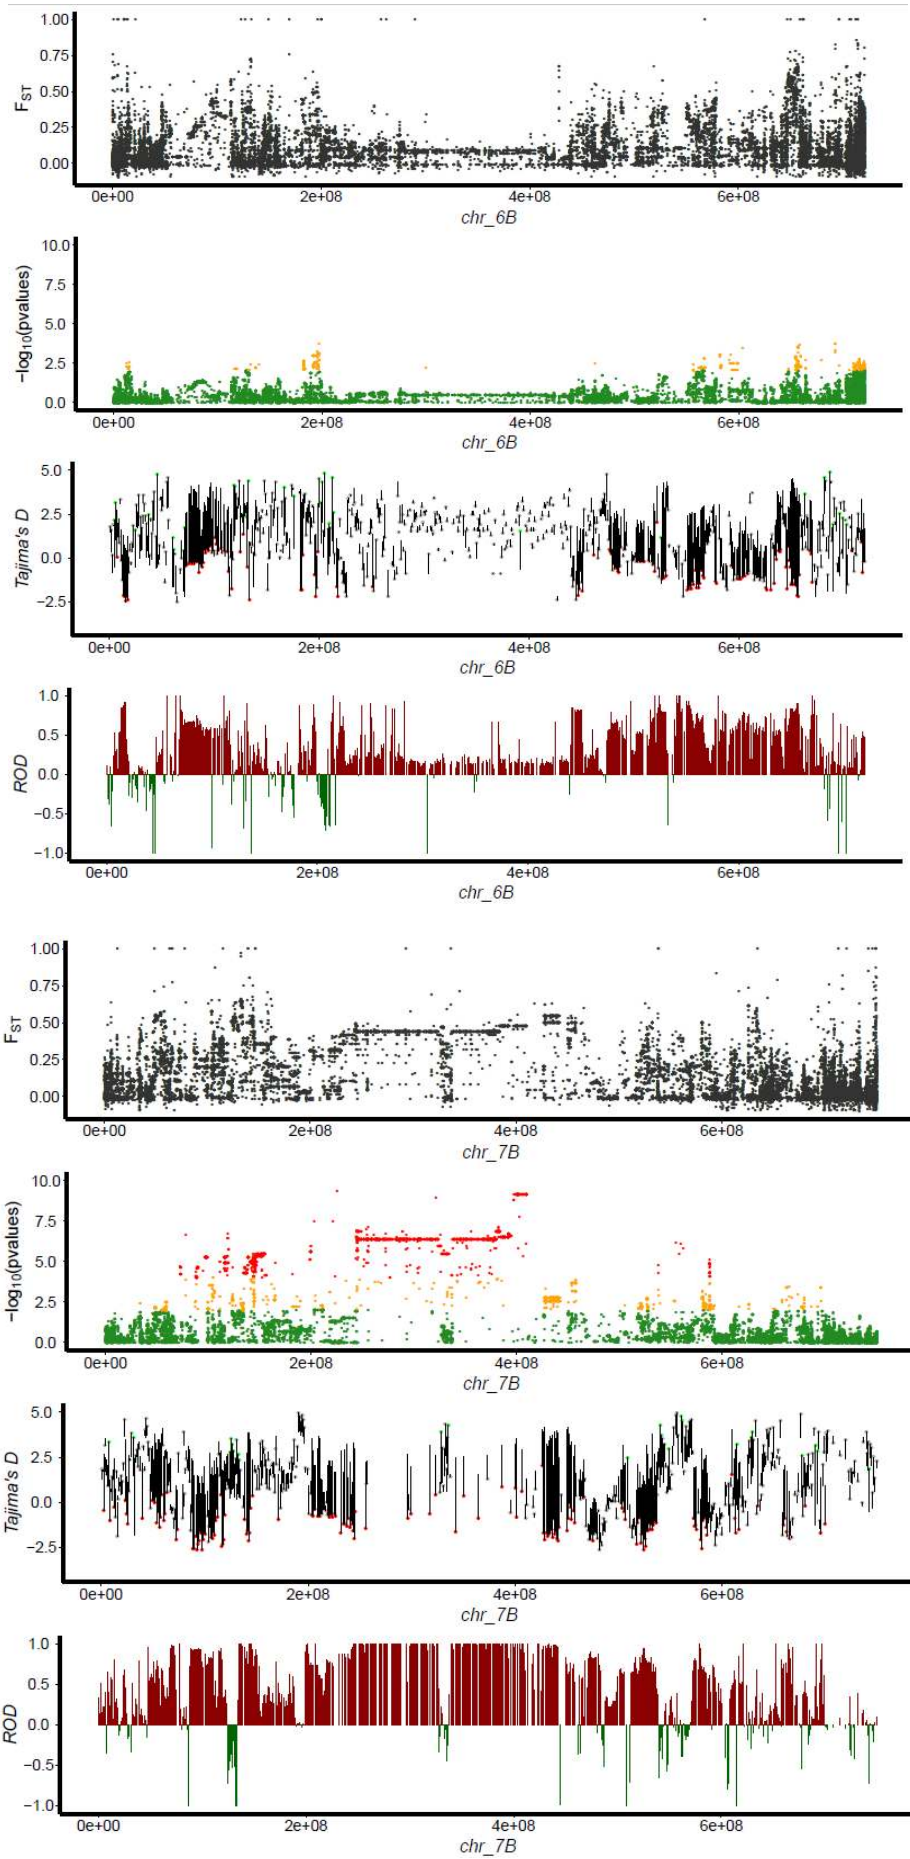 1.00
0.75
0.50
0.25
0.00
FST
0e+00 2e+08 4e+08 6e+08
chr_6B
10.0
7.5
5.0
2.5
0.0
−log10(pvalues)
0e+00 2e+08 4e+08 6e+08
chr_6B
5.0
2.5
0.0
−2.5
Tajima's D
0e+00 2e+08 4e+08 6e+08
chr_6B
1.0
0.5
0.0
−0.5
−1.0
ROD
0e+00 2e+08 4e+08 6e+08
chr_6B
1.00
0.75
0.50
0.25
0.00
FST
0e+00 2e+08 4e+08 6e+08
chr_7B
10.0
7.5
5.0
2.5
0.0
−log10(pvalues)
0e+00 2e+08 4e+08 6e+08
chr_7B
5.0
2.5
0.0
−2.5
Tajima's D
0e+00 2e+08 4e+08 6e+08
chr_7B
1.0
0.5
0.0
−0.5
−1.0
ROD
0e+00 2e+08 4e+08 6e+08
chr_7B